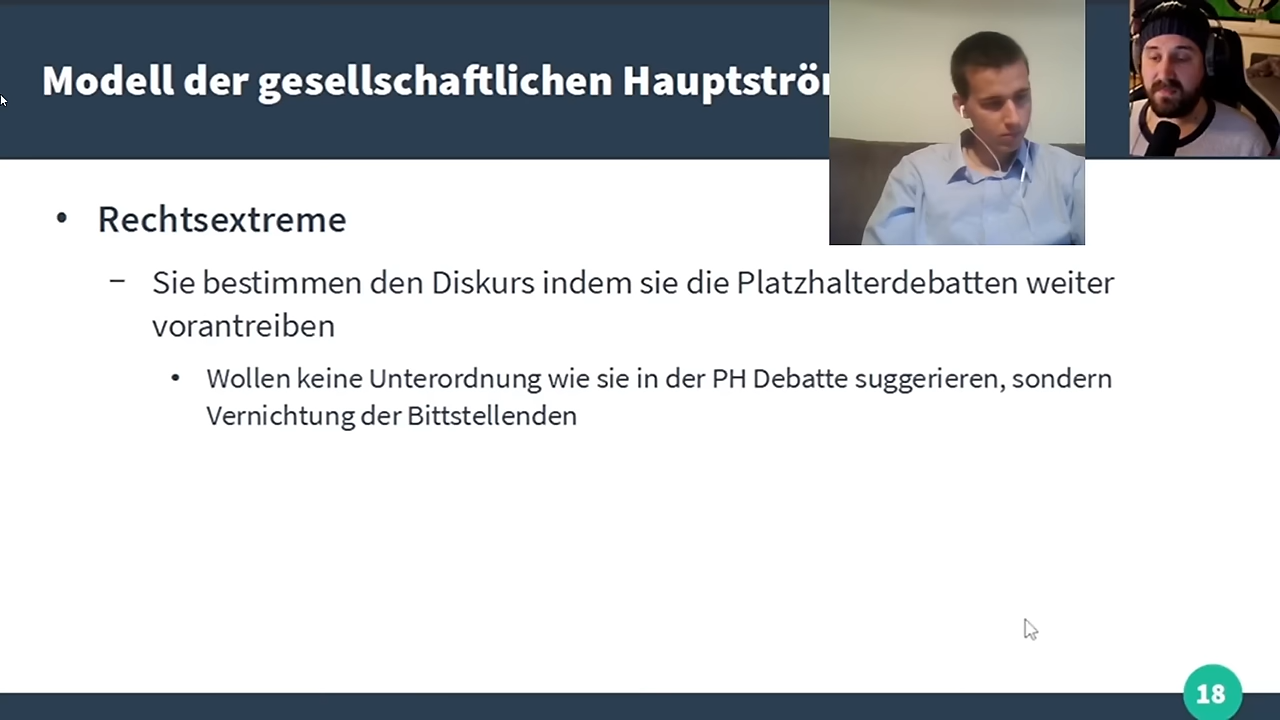 Modell der gesellschaftlichen
Rechtsextreme
Sie bestimmen den Diskurs indem sie die Platzhalterdebatten weiter
vorantreiben
Wollen keine Unterordnung wie sie in der PH Debatte suggerieren, sondern
Vernichtung der Bittstellenden
18